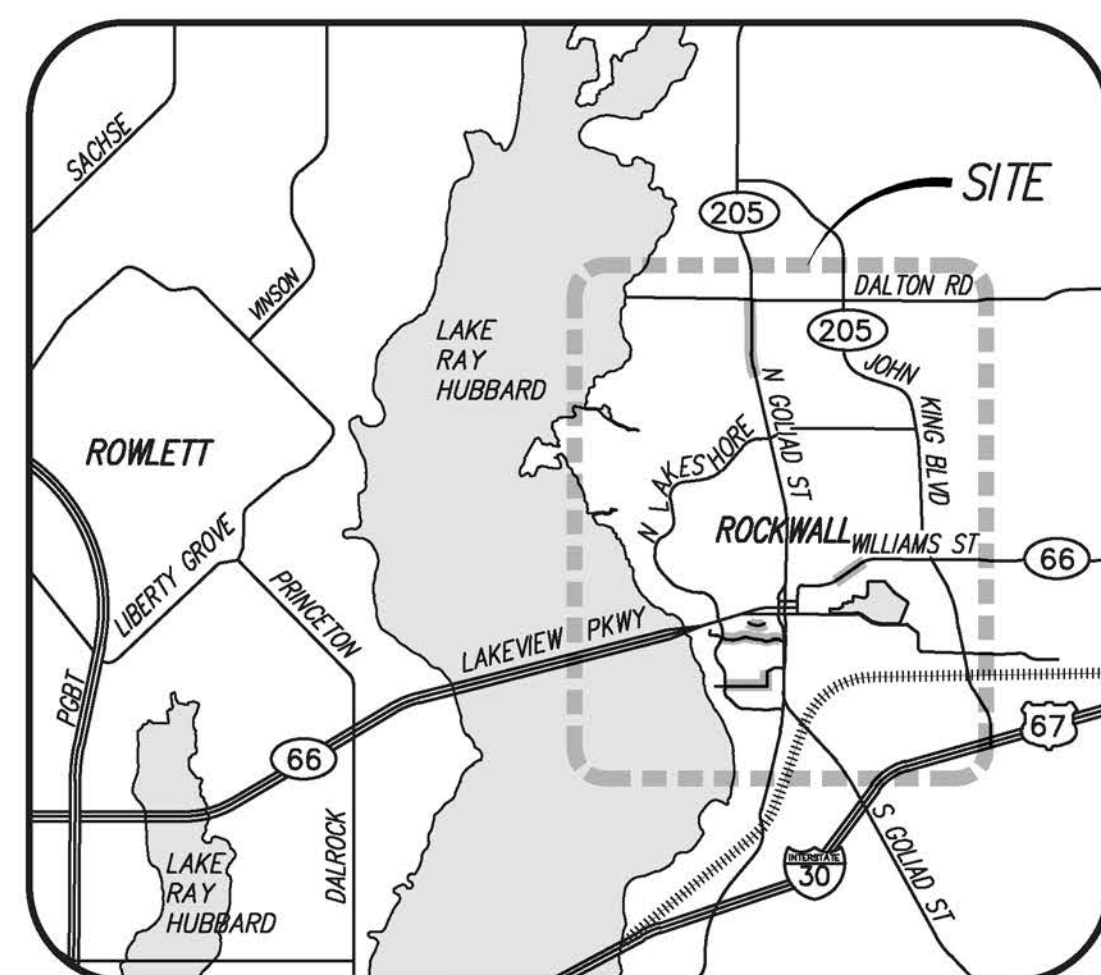 SACHSE
SITE
205
VINSON
DALTON RD
LAKE
RAY
HUBBARD
205
JOHN
KING BLVD
N GOLIAD ST
N LAKESHORE
ROWLETT
ROCKWALL
WILLIAMS ST
66
LIBERTY GROVE
PRINCETON
LAKEVIEW PKWY
PGBT
67
66
S GOLIAD ST
DALROCK
LAKE
RAY
HUBBARD
INTERSTATE
30